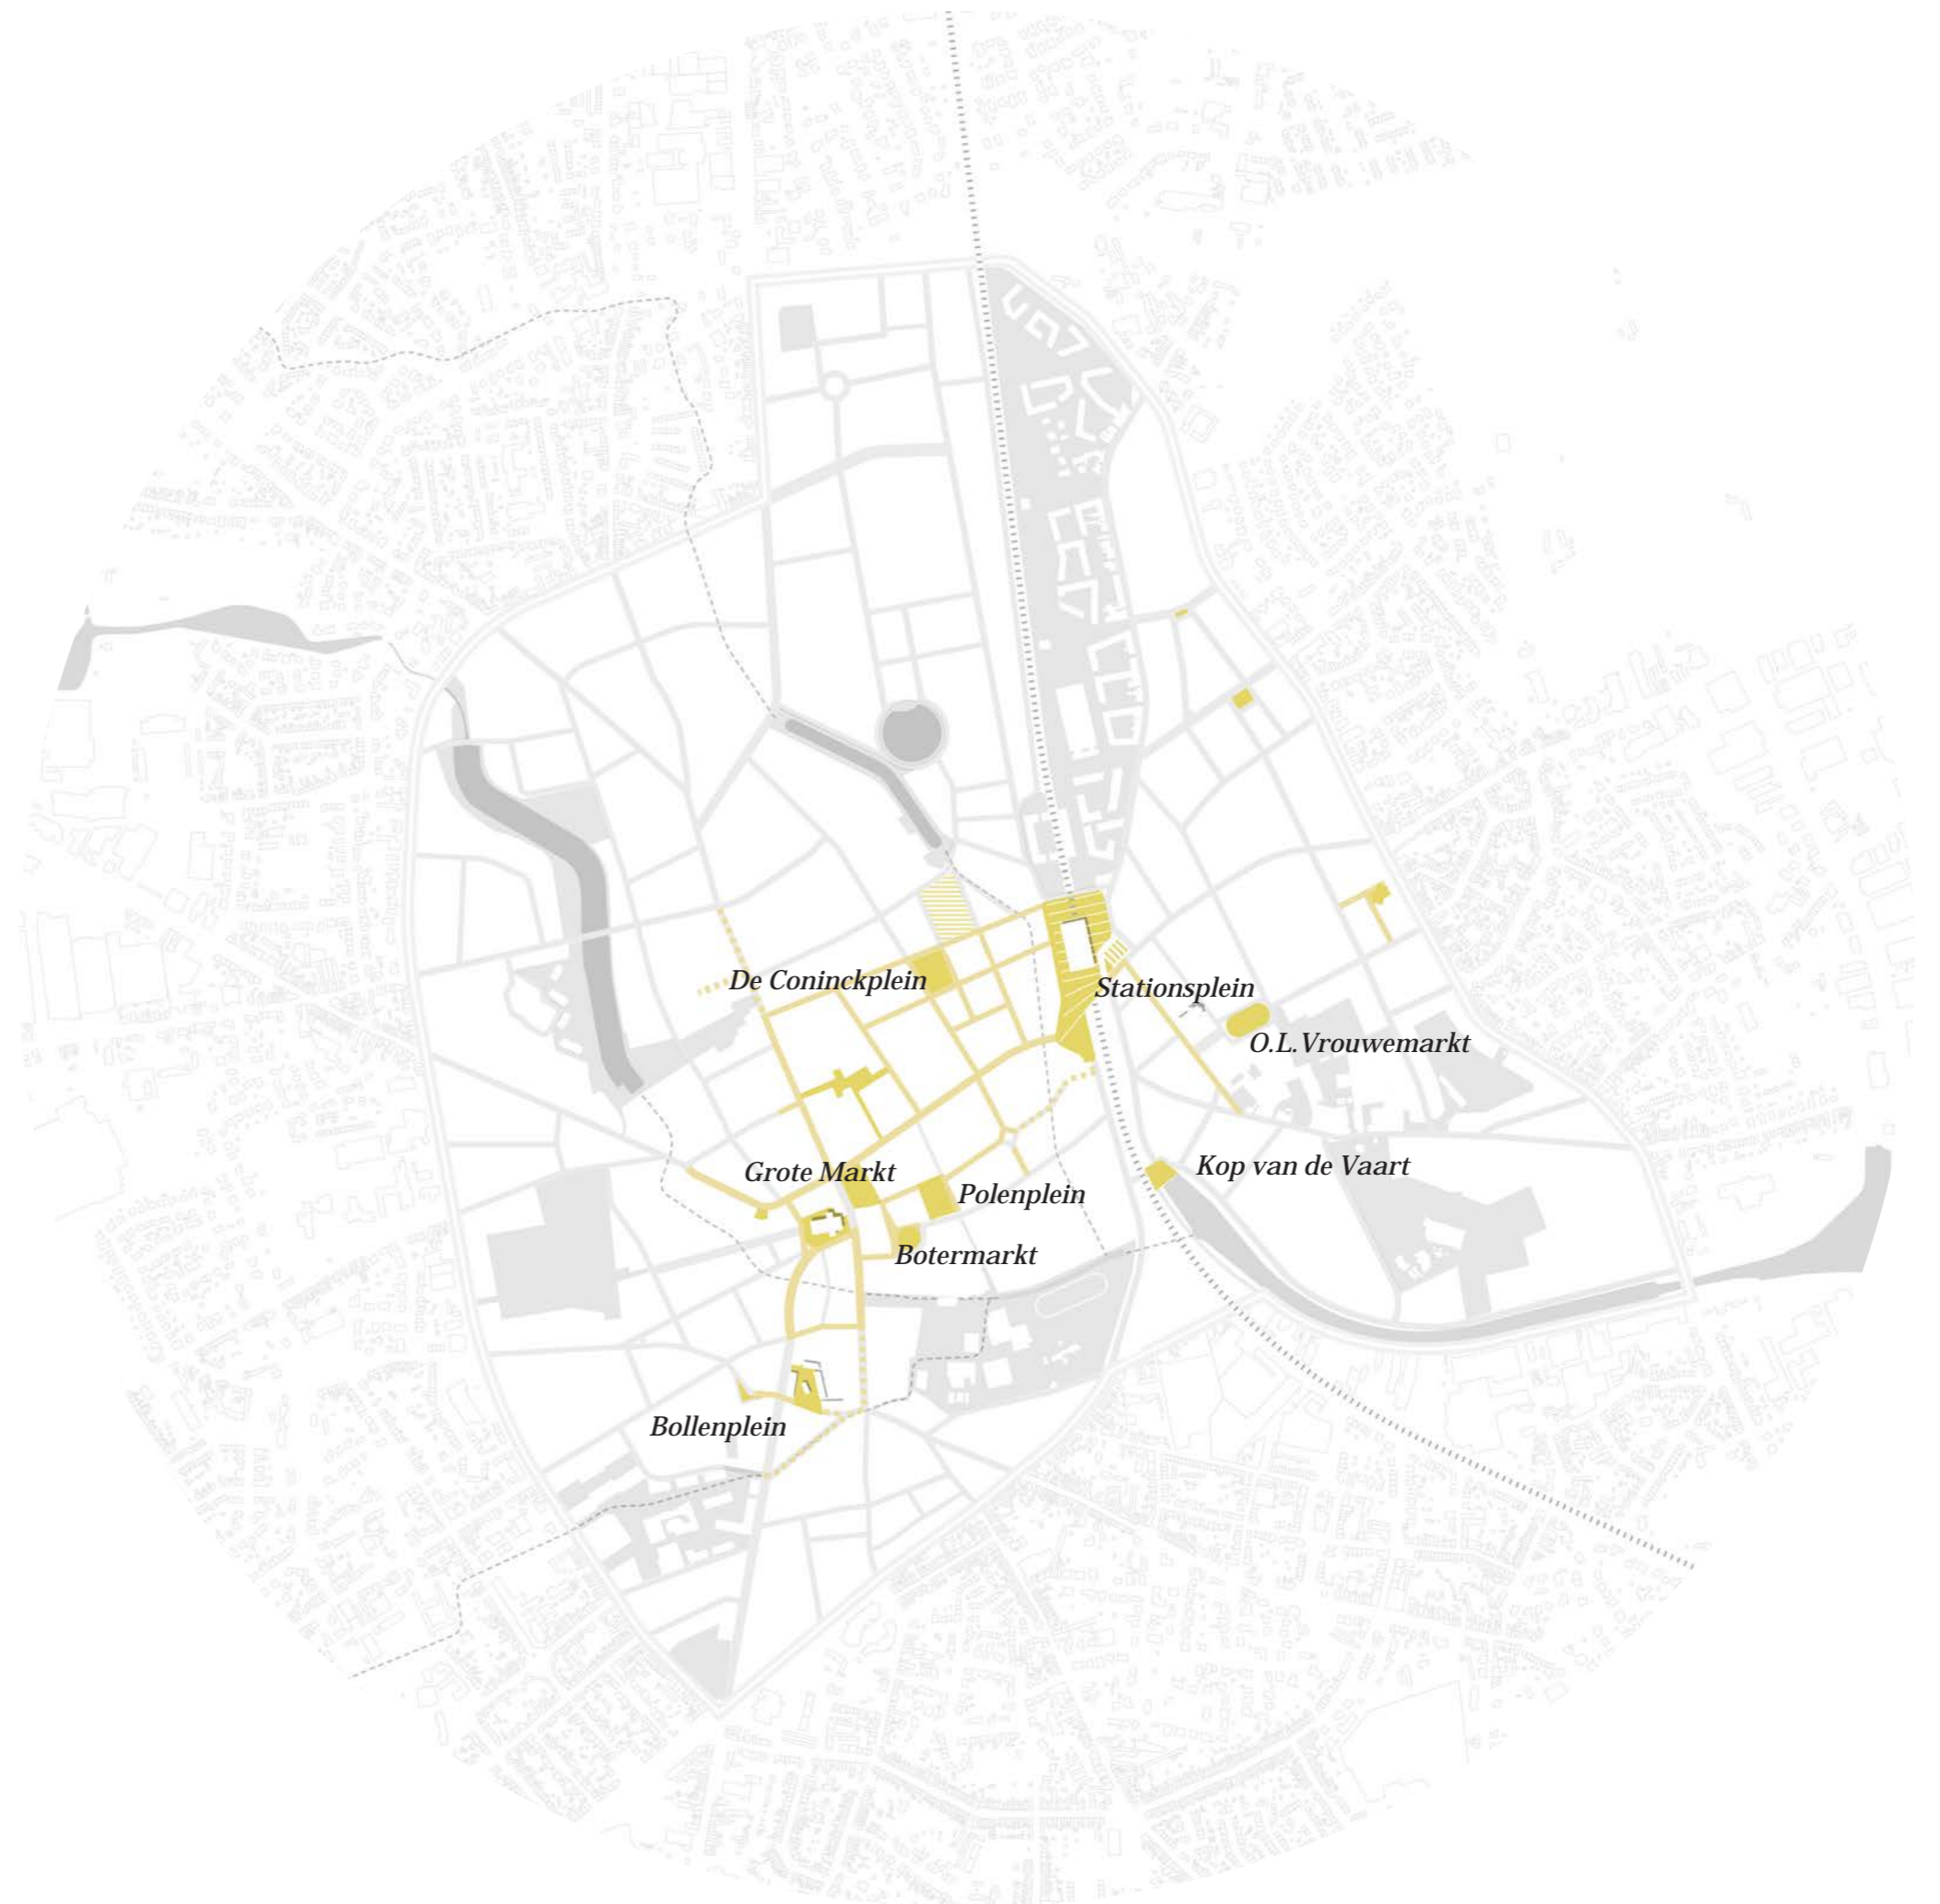 De Coninckplein
Stationsplein
O.L.Vrouwemarkt
Grote Markt
Kop van de Vaart
Polenplein
Botermarkt
Bollenplein